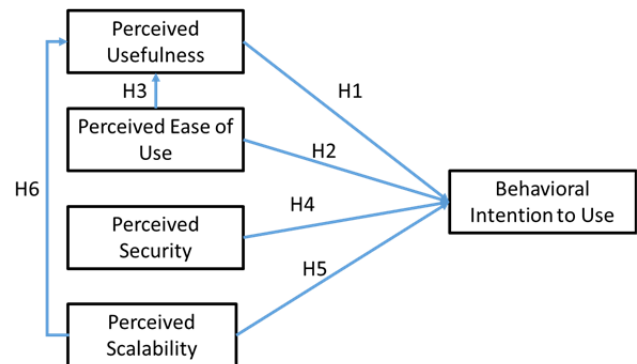 Perceived
Usefulness
H3
H1
Perceived Ease of
Use
H2
H6
Behavioral
Intention to Use
Perceived
Security
H4
H5
Perceived
Scalability